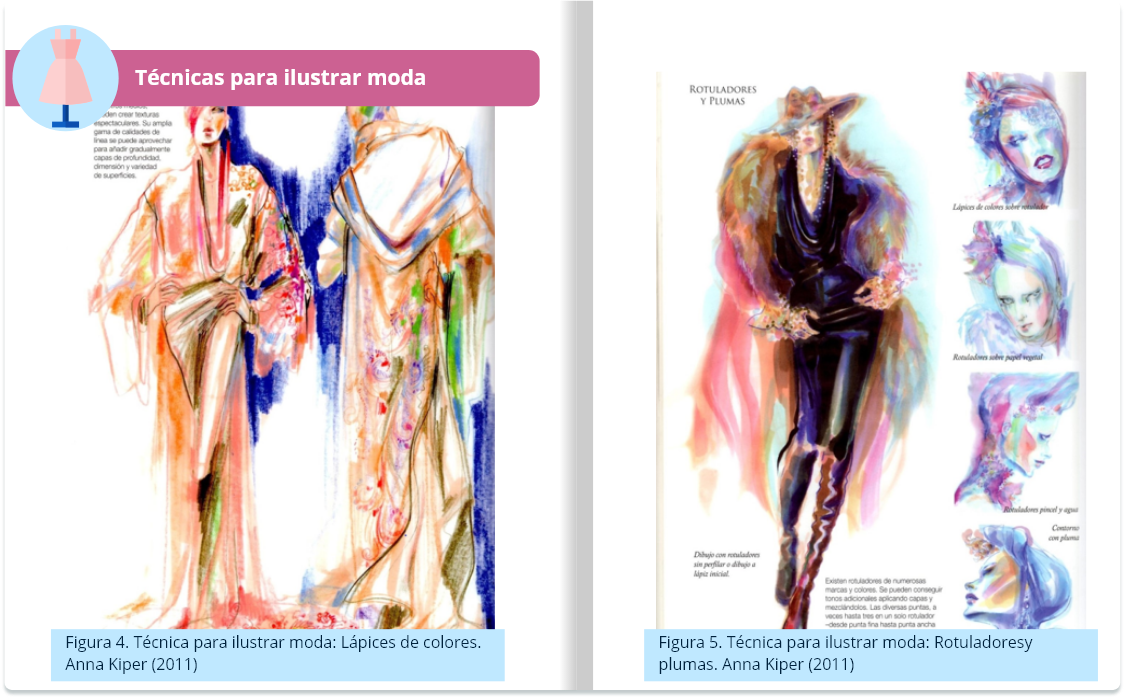 Técnicas para ilustrar moda
crear texturas
espectaculares. Su amplia
gama de calidades de
línea se puede aprovechar
para añadir gradualmente
capas de profundidad,
dimensión y variedad
de superficies.
Figura 4. Técnica para ilustrar moda: Lápices de colores.
Anna Kiper (2011)
ROTULADORES
Y PLUMAS
Lápices de colores sobre rotulador
Rotuladores sobre papel vegetal
Rotuladores pincel y agua
Contorno
con pluma
Dibujo con rotuladores
sin perfilar o dibujo a
lápiz inicial.
Existen rotuladores de numerosas
marcas y colores. Se pueden conseguir
tonos adicionales aplicando capas y
mezclándolos. Las diversas puntas, a
veces hasta tres en un solo rotulador
–desde punta fina hasta punta ancha
Figura 5. Técnica para ilustrar moda: Rotuladoresy
plumas. Anna Kiper (2011)